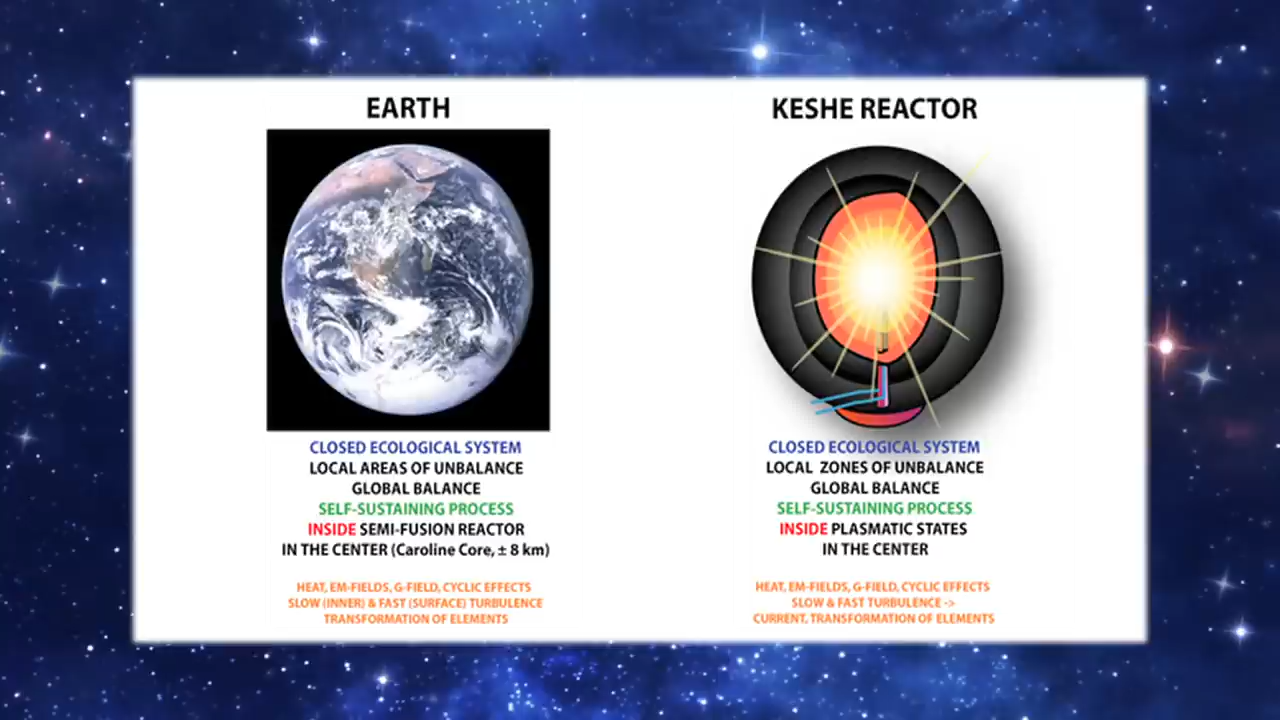 EARTH
CLOSED ECOLOGICAL SYSTEM
LOCAL AREAS OF UNBALANCE
GLOBAL BALANCE
SELF-SUSTAINING PROCESS
INSIDE SEMI-FUSION REACTOR
IN THE CENTER (Caroline Core, ± 8 km)
HEAT, EM-FIELDS, G-FIELD, CYCLIC EFFECTS
SLOW (INNER) & FAST (SURFACE) TURBULENCE
TRANSFORMATION OF ELEMENTS
KESHE REACTOR
CLOSED ECOLOGICAL SYSTEM
LOCAL ZONES OF UNBALANCE
GLOBAL BALANCE
SELF-SUSTAINING PROCESS
INSIDE PLASMATIC STATES
IN THE CENTER
HEAT, EM-FIELDS, G-FIELD, CYCLIC EFFECTS
SLOW & FAST TURBULENCE ->
CURRENT, TRANSFORMATION OF ELEMENTS